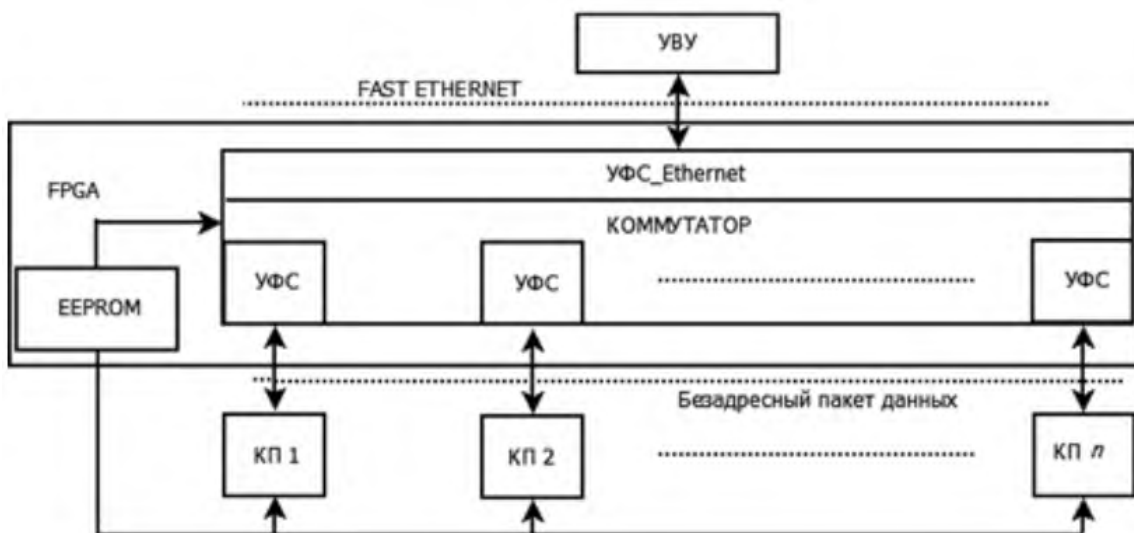 УВУ
FAST ETHERNET
УФС_Ethernet
FPGA
КОММУТАТОР
УФС
УФС
УФС
EEPROM
Безадресный пакет данных
КП 1
КП 2
КП n